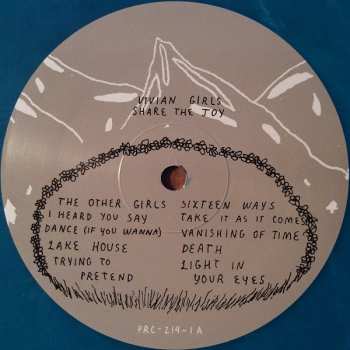 VIVIAN GIRLS
SHARE THE JOY
THE OTHER GIRLS
I HEARD YOU SAY
DANCE (IF YOU WANNA)
LAKE HOUSE
TRYING TO
PRETEND
SIXTEEN WAYS
TAKE IT AS IT COMES
VANISHING OF TIME
DEATH
LIGHT IN
YOUR EYES
PRC-219-1 A